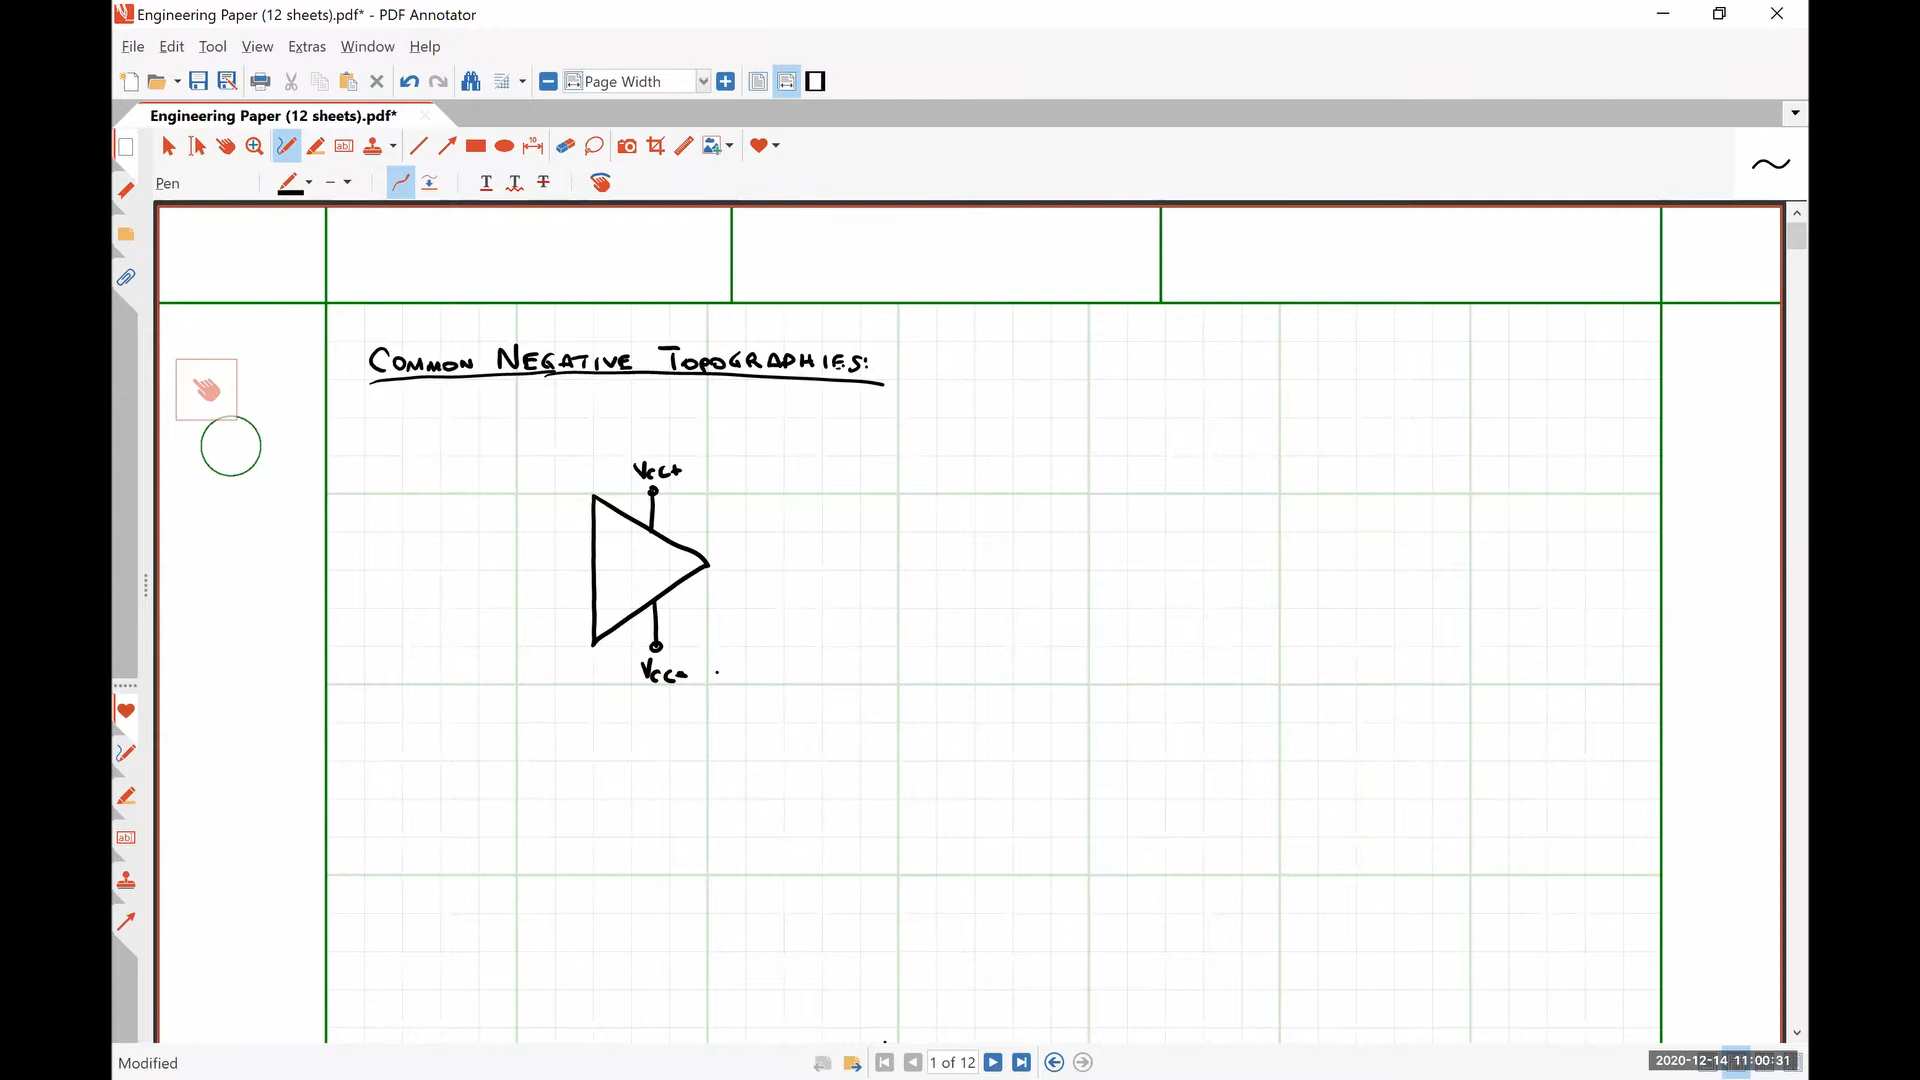 Engineering Paper (12 sheets).pdf* - PDF Annotator
File Edit Tool View Extras Window Help
Page Width
Engineering Paper (12 sheets).pdf*
Pen
COMMON NEGATIVE TOPOGRAPHIES:
VCC+
VCC-
Modified
1 of 12
2020-12-14 11:00:31